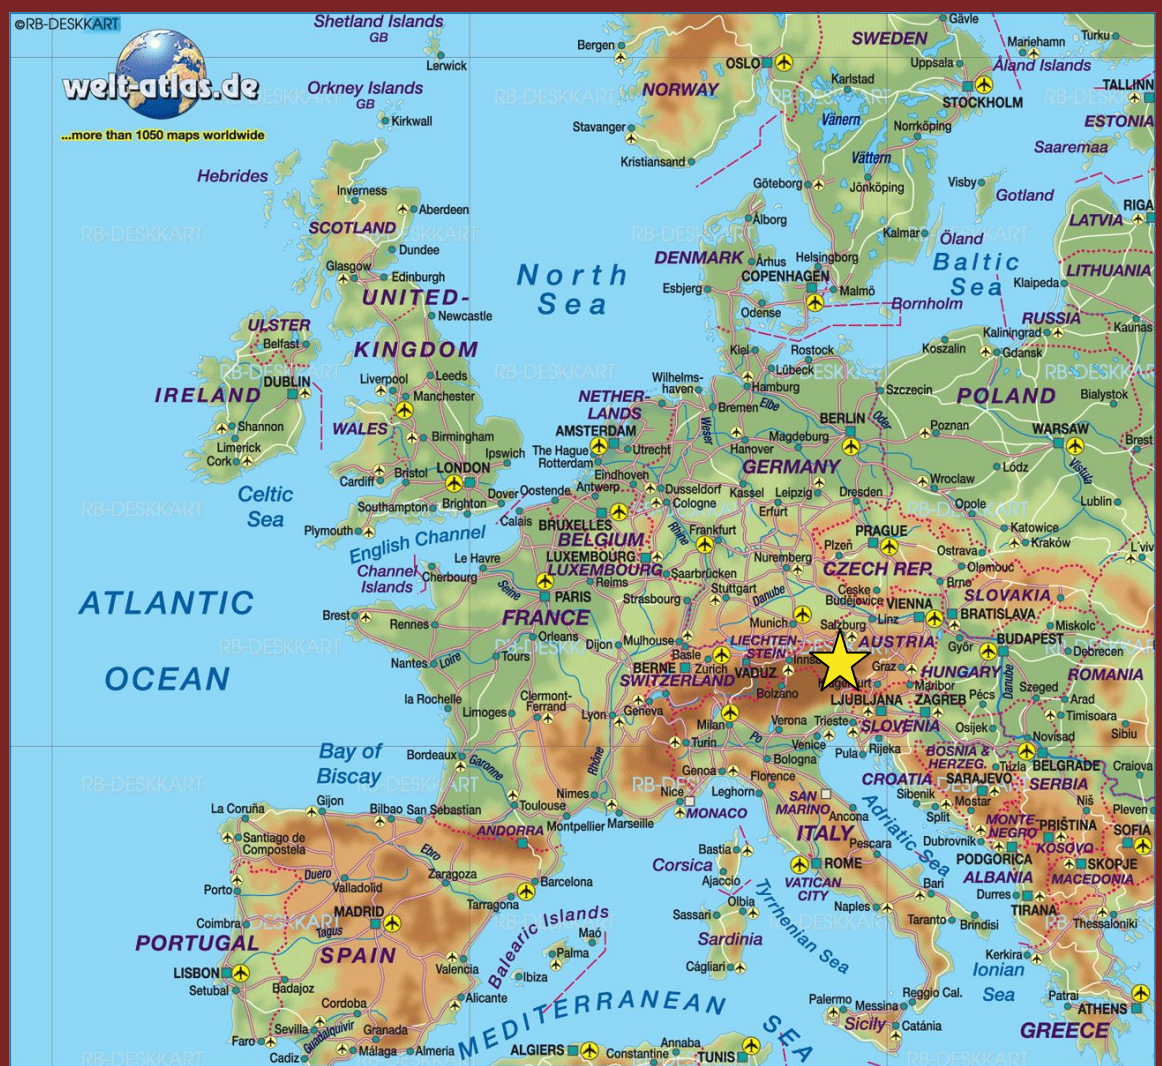 ©RB-DESKKART
welt-atlas.de
...more than 1050 maps worldwide
Shetland Islands
GB
Lerwick
Orkney Islands
GB
Kirkwall
Hebrides
Inverness
Aberdeen
SCOTLAND
Dundee
Glasgow
Edinburgh
UNITED-
KINGDOM
Newcastle
ULSTER
Belfast
IRELAND
DUBLIN
Liverpool
Leeds
Manchester
WALES
Shannon
Limerick
Cork
Birmingham
Ipswich
Cardiff
Bristol
LONDON
Dover
Southampton
Brighton
Plymouth
Celtic
Sea
English Channel
Channel
Islands
North
Sea
Bergen
OSLO
NORWAY
Stavanger
Kristiansand
SWEDEN
Gävle
Uppsala
Karlstad
STOCKHOLM
Vänern
Norrköping
Vättern
Göteborg
Jönköping
Visby
Gotland
Kalmar
Öland
Mariehamn
Åland Islands
Turku
TALLINN
ESTONIA
Saaremaa
RIGA
LATVIA
LITHUANIA
Klaipeda
Kaunas
RUSSIA
Kaliningrad
Baltic
Sea
Bornholm
DENMARK
Ålborg
Århus
Helsingborg
COPENHAGEN
Esbjerg
Odense
Malmö
Kiel
Rostock
Lübeck
Hamburg
Wilhelms-
haven
Bremen
Elbe
Weser
NETHER-
LANDS
AMSTERDAM
The Hague
Utrecht
Rotterdam
Eindhoven
Antwerp
Oostende
Calais
BRUXELLES
BELGIUM
LUXEMBOURG
LUXEMBOURG
Hanover
Magdeburg
BERLIN
Oder
GERMANY
Dusseldorf
Cologne
Kassel
Leipzig
Dresden
Erfurt
Rhine
Frankfurt
Nuremberg
Saarbrücken
Stuttgart
Danube
Munich
Szczecin
Koszalin
Gdansk
POLAND
Bialystok
Poznan
WARSAW
Brest
Vistula
Lódz
Wroclaw
Lublin
Opole
Katowice
Kraków
L'viv
PRAGUE
Plzeň
Ostrava
Olomouc
CZECH REP.
Brno
Ceske
Budejovice
SLOVAKIA
VIENNA
BRATISLAVA
Linz
Salzburg
AUSTRIA
Miskolc
Györ
BUDAPEST
Debrecen
HUNGARY
Danube
Graz
Maribor
Pécs
Szeged
ROMANIA
Arad
Timisoara
Sibiu
LIECHTEN-
STEIN
VADUZ
Basle
Zurich
BERNE
SWITZERLAND
Geneva
Bolzano
LJUBLJANA
ZAGREB
SLOVENIA
Osijek
Novisad
Le Havre
Cherbourg
Seine
Reims
PARIS
Strasbourg
FRANCE
Brest
Rennes
Orleans
Dijon
Mulhouse
Nantes
Loire
Tours
la Rochelle
Clermont-
Ferrand
Limoges
Lyon
Bordeaux
Garonne
Rhône
Nimes
Toulouse
Montpellier
Marseille
Nice
MONACO
ATLANTIC
OCEAN
Bay of
Biscay
Milan
Verona
Trieste
Turin
Po
Venice
Pula
Rijeka
Genoa
Bologna
Florence
Leghorn
SAN
MARINO
Ancona
ITALY
Pescara
Adriatic Sea
ROME
VATICAN
CITY
Naples
Bari
Taranto
Brindisi
CROATIA
BOSNIA &
HERZEG.
Tuzla
SARAJEVO
Sibenik
Mostar
Split
Dubrovnik
BELGRADE
SERBIA
Craiova
Niš
Pleven
MONTE-
NEGRO
PRIŠTINA
KOSOVO
SOFIA
PODGORICA
SKOPJE
ALBANIA
MACEDONIA
Durres
TIRANA
Thessaloniki
Kerkira
Ionian
Sea
Patrai
ATHENS
GREECE
Bastia
Corsica
Ajaccio
Olbia
Sassari
Sardinia
Cágliari
Tyrrhenian Sea
Palermo
Messina
Reggio Cal.
Sicily
Catánia
La Coruña
Gijon
Bilbao
San Sebastian
Santiago de
Compostela
ANDORRA
Ebro
Duero
Valladolid
Zaragoza
Barcelona
Porto
Tarragona
MADRID
Coimbra
Tagus
PORTUGAL
SPAIN
Valencia
LISBON
Setubal
Badajoz
Alicante
Cordoba
Sevilla
Guadalquivir
Granada
Faro
Cadiz
Málaga
Almeria
Balearic Islands
Maó
Palma
Ibiza
MEDITERRANEAN
SEA
ALGIERS
Constantine
Annaba
TUNIS